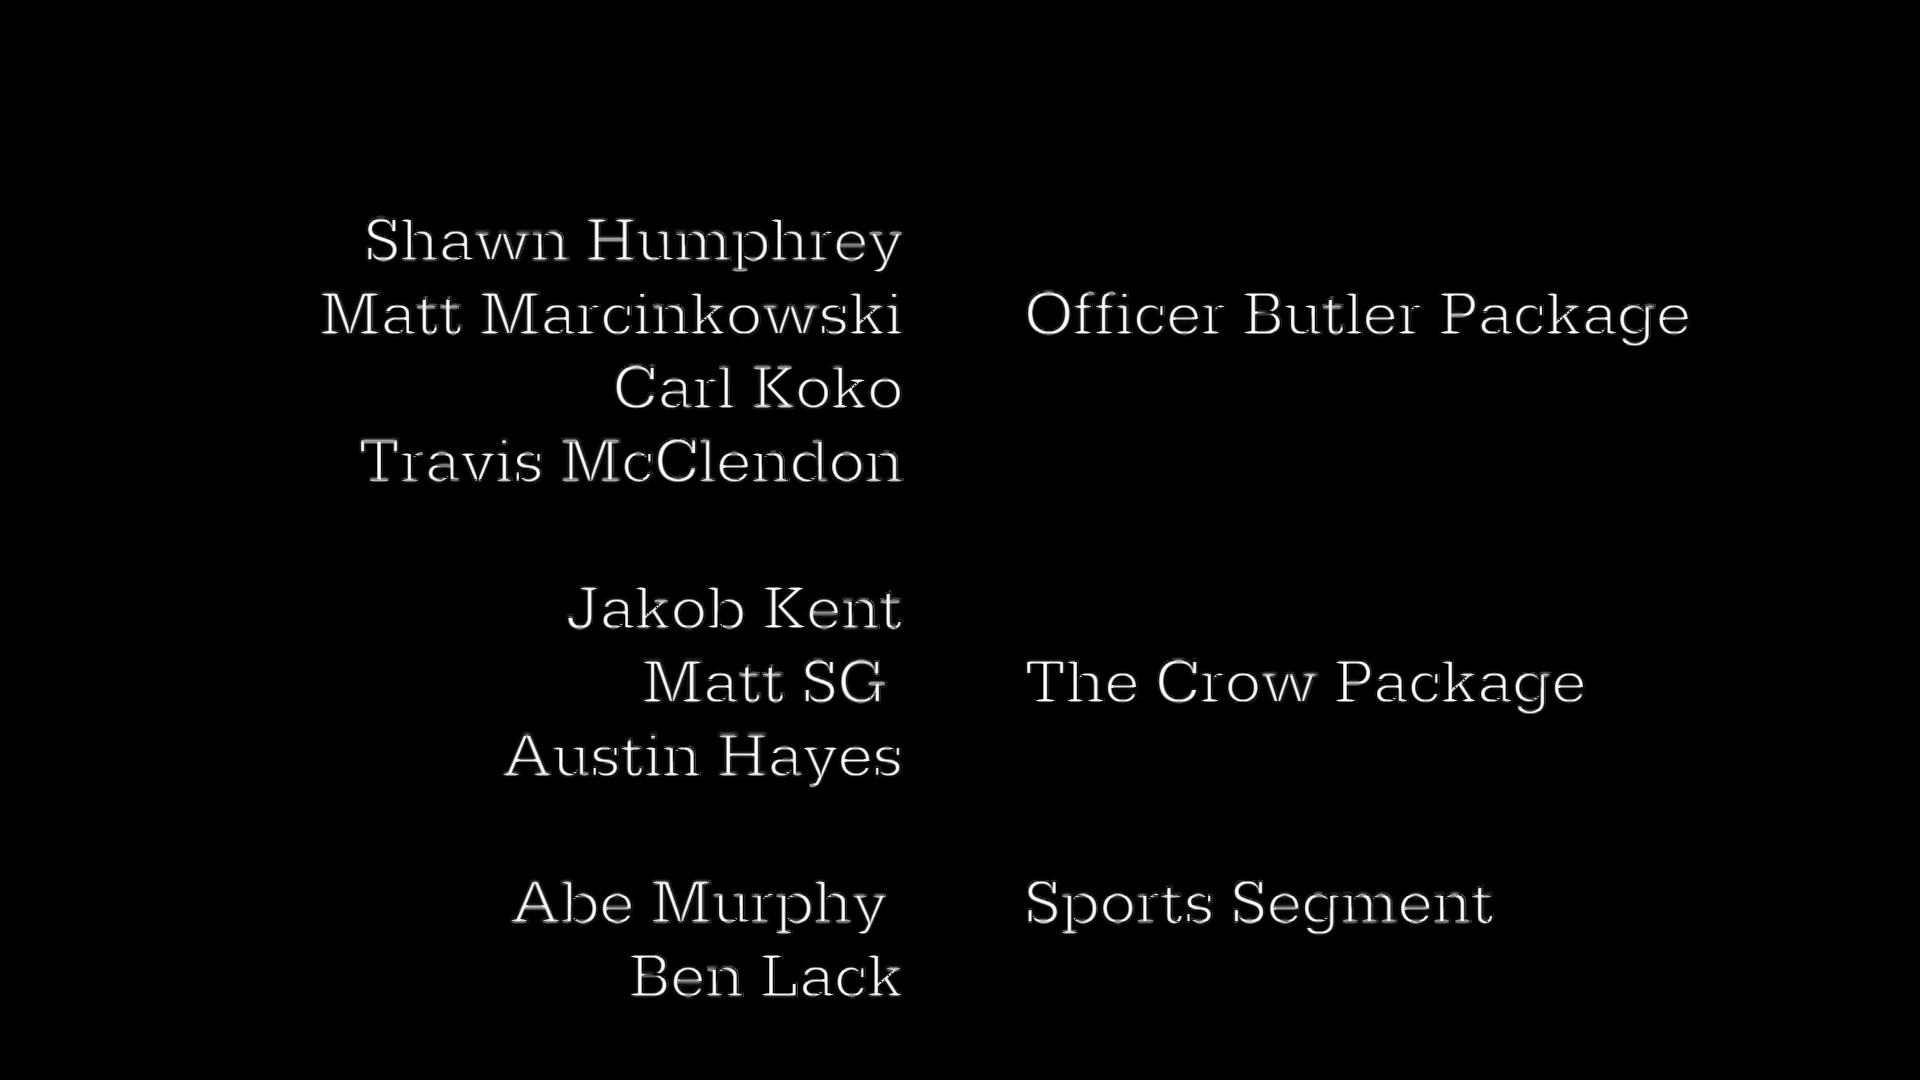 Shawn Humphrey
Matt Marcinkowski Officer Butler Package
Carl Koko
Travis McClendon
Jakob Kent
Matt SG The Crow Package
Austin Hayes
Abe Murphy Sports Segment
Ben Lack